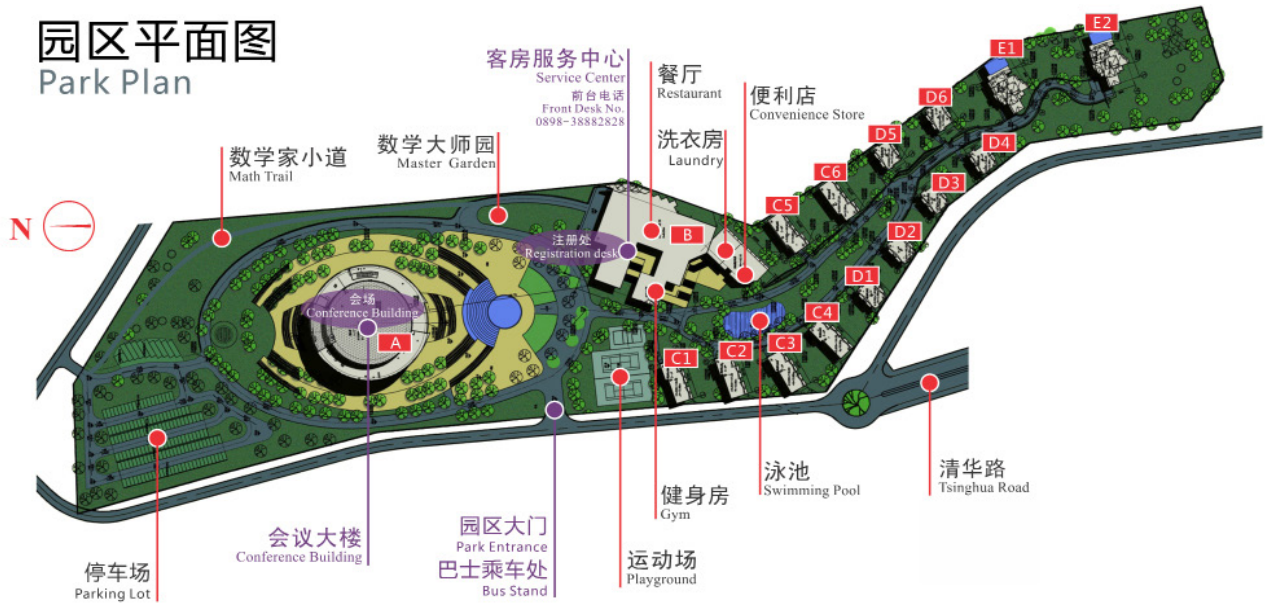 园区平面图
Park Plan
客房服务中心
Service Center
前台电话
Front Desk No.
0898-38882828
餐厅
Restaurant
便利店
Convenience Store
洗衣房
Laundry
数学大师园
Master Garden
数学家小道
Math Trail
N
E2
E1
D6
D5
D4
C6
D3
C5
D2
B
注册处
Registration desk
D1
会场
Conference Building
A
C4
C3
C2
C1
清华路
Tsinghua Road
泳池
Swimming Pool
健身房
Gym
运动场
Playground
园区大门
Park Entrance
巴士乘车处
Bus Stand
会议大楼
Conference Building
停车场
Parking Lot